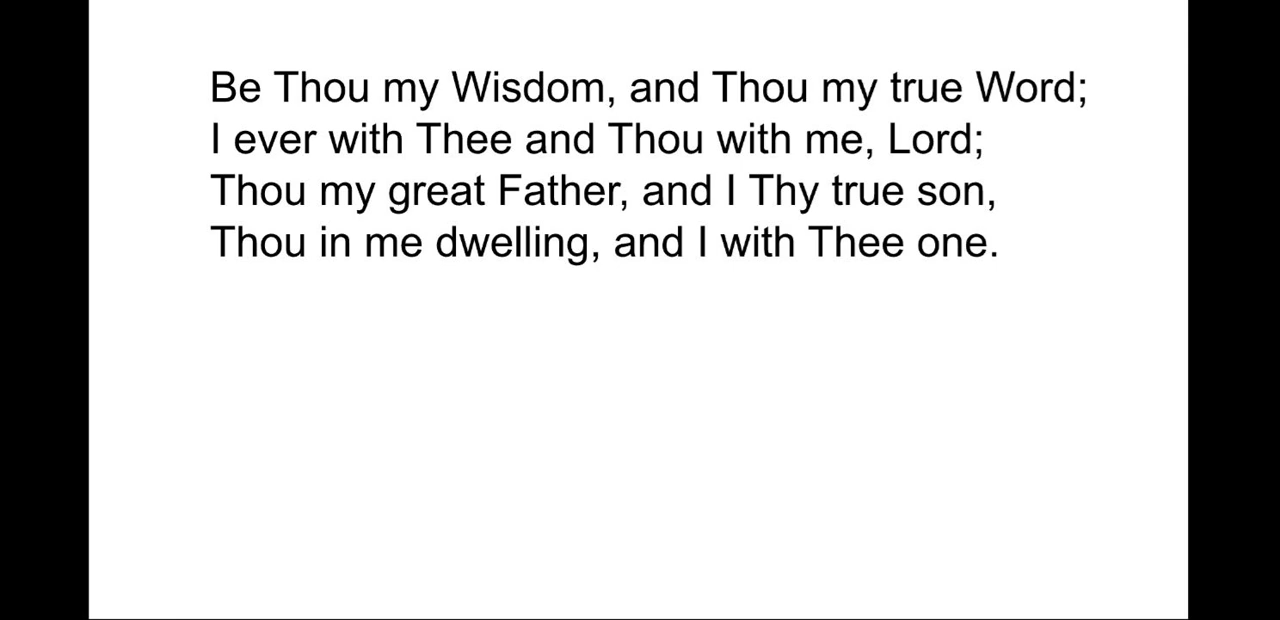 Be Thou my Wisdom, and Thou my true Word;
I ever with Thee and Thou with me, Lord;
Thou my great Father, and I Thy true son,
Thou in me dwelling, and I with Thee one.